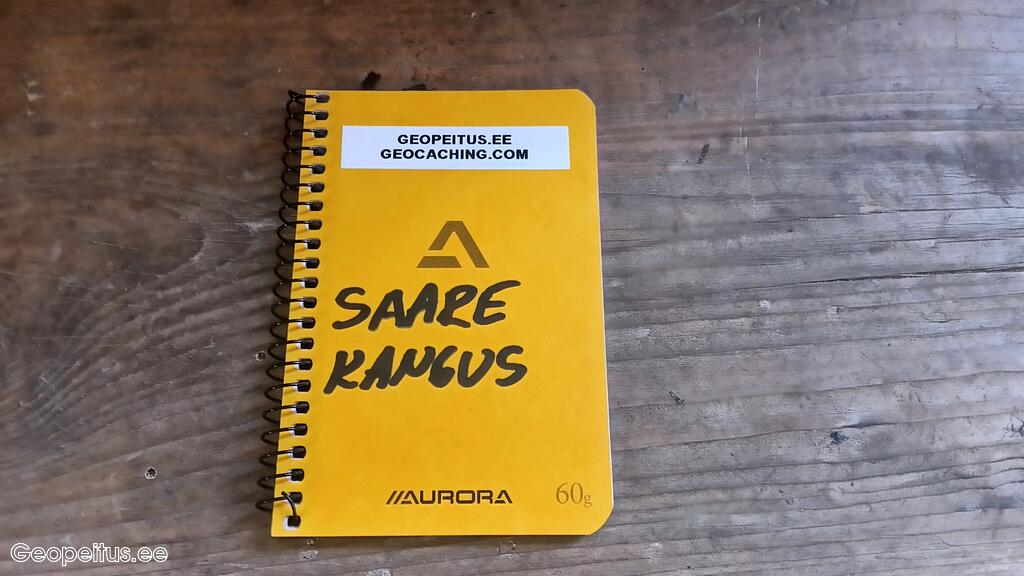 GEOPEITUS.EE
GEOCACHING.COM
SAARE
KANGUS
//AURORA
60g
Geopeitus.ee